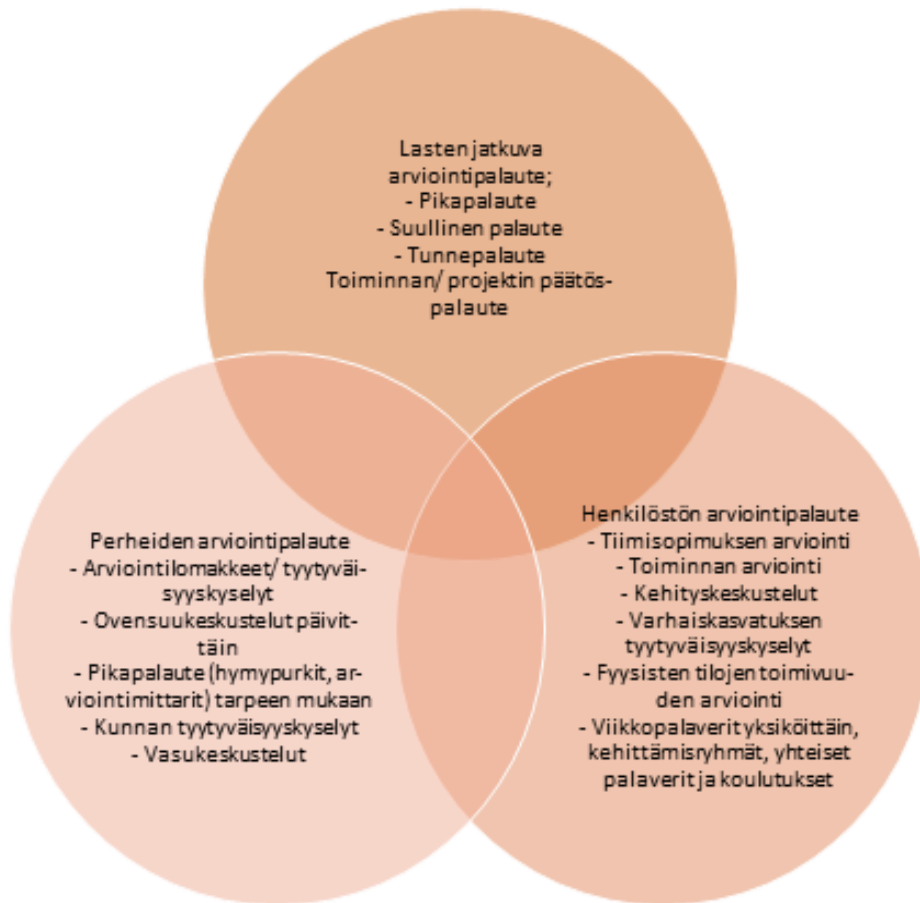 Lasten jatkuva
arviointipalaute;
- Pikapalaute
- Suullinen palaute
- Tunnepalaute
Toiminnan/ projektin päätös-
palaute
Perheiden arviointipalaute
- Arviointilomakkeet/ tyytyväi-
syyskyselyt
- Ovensuukeskustelut päivit-
täin
- Pikapalaute (hymypurkit, ar-
viointimittarit) tarpeen mukaan
- Kunnan tyytyväisyyskyselyt
- Vasukeskustelut
Henkilöstön arviointipalaute
- Tiimisopimuksen arviointi
- Toiminnan arviointi
- Kehityskeskustelut
- Varhaiskasvatuksen
tyytyväisyyskyselyt
- Fyysisten tilojen toimivuu-
den arviointi
- Viikkopalaverit yksiköittäin,
kehittämisryhmät, yhteiset
palaverit ja koulutukset